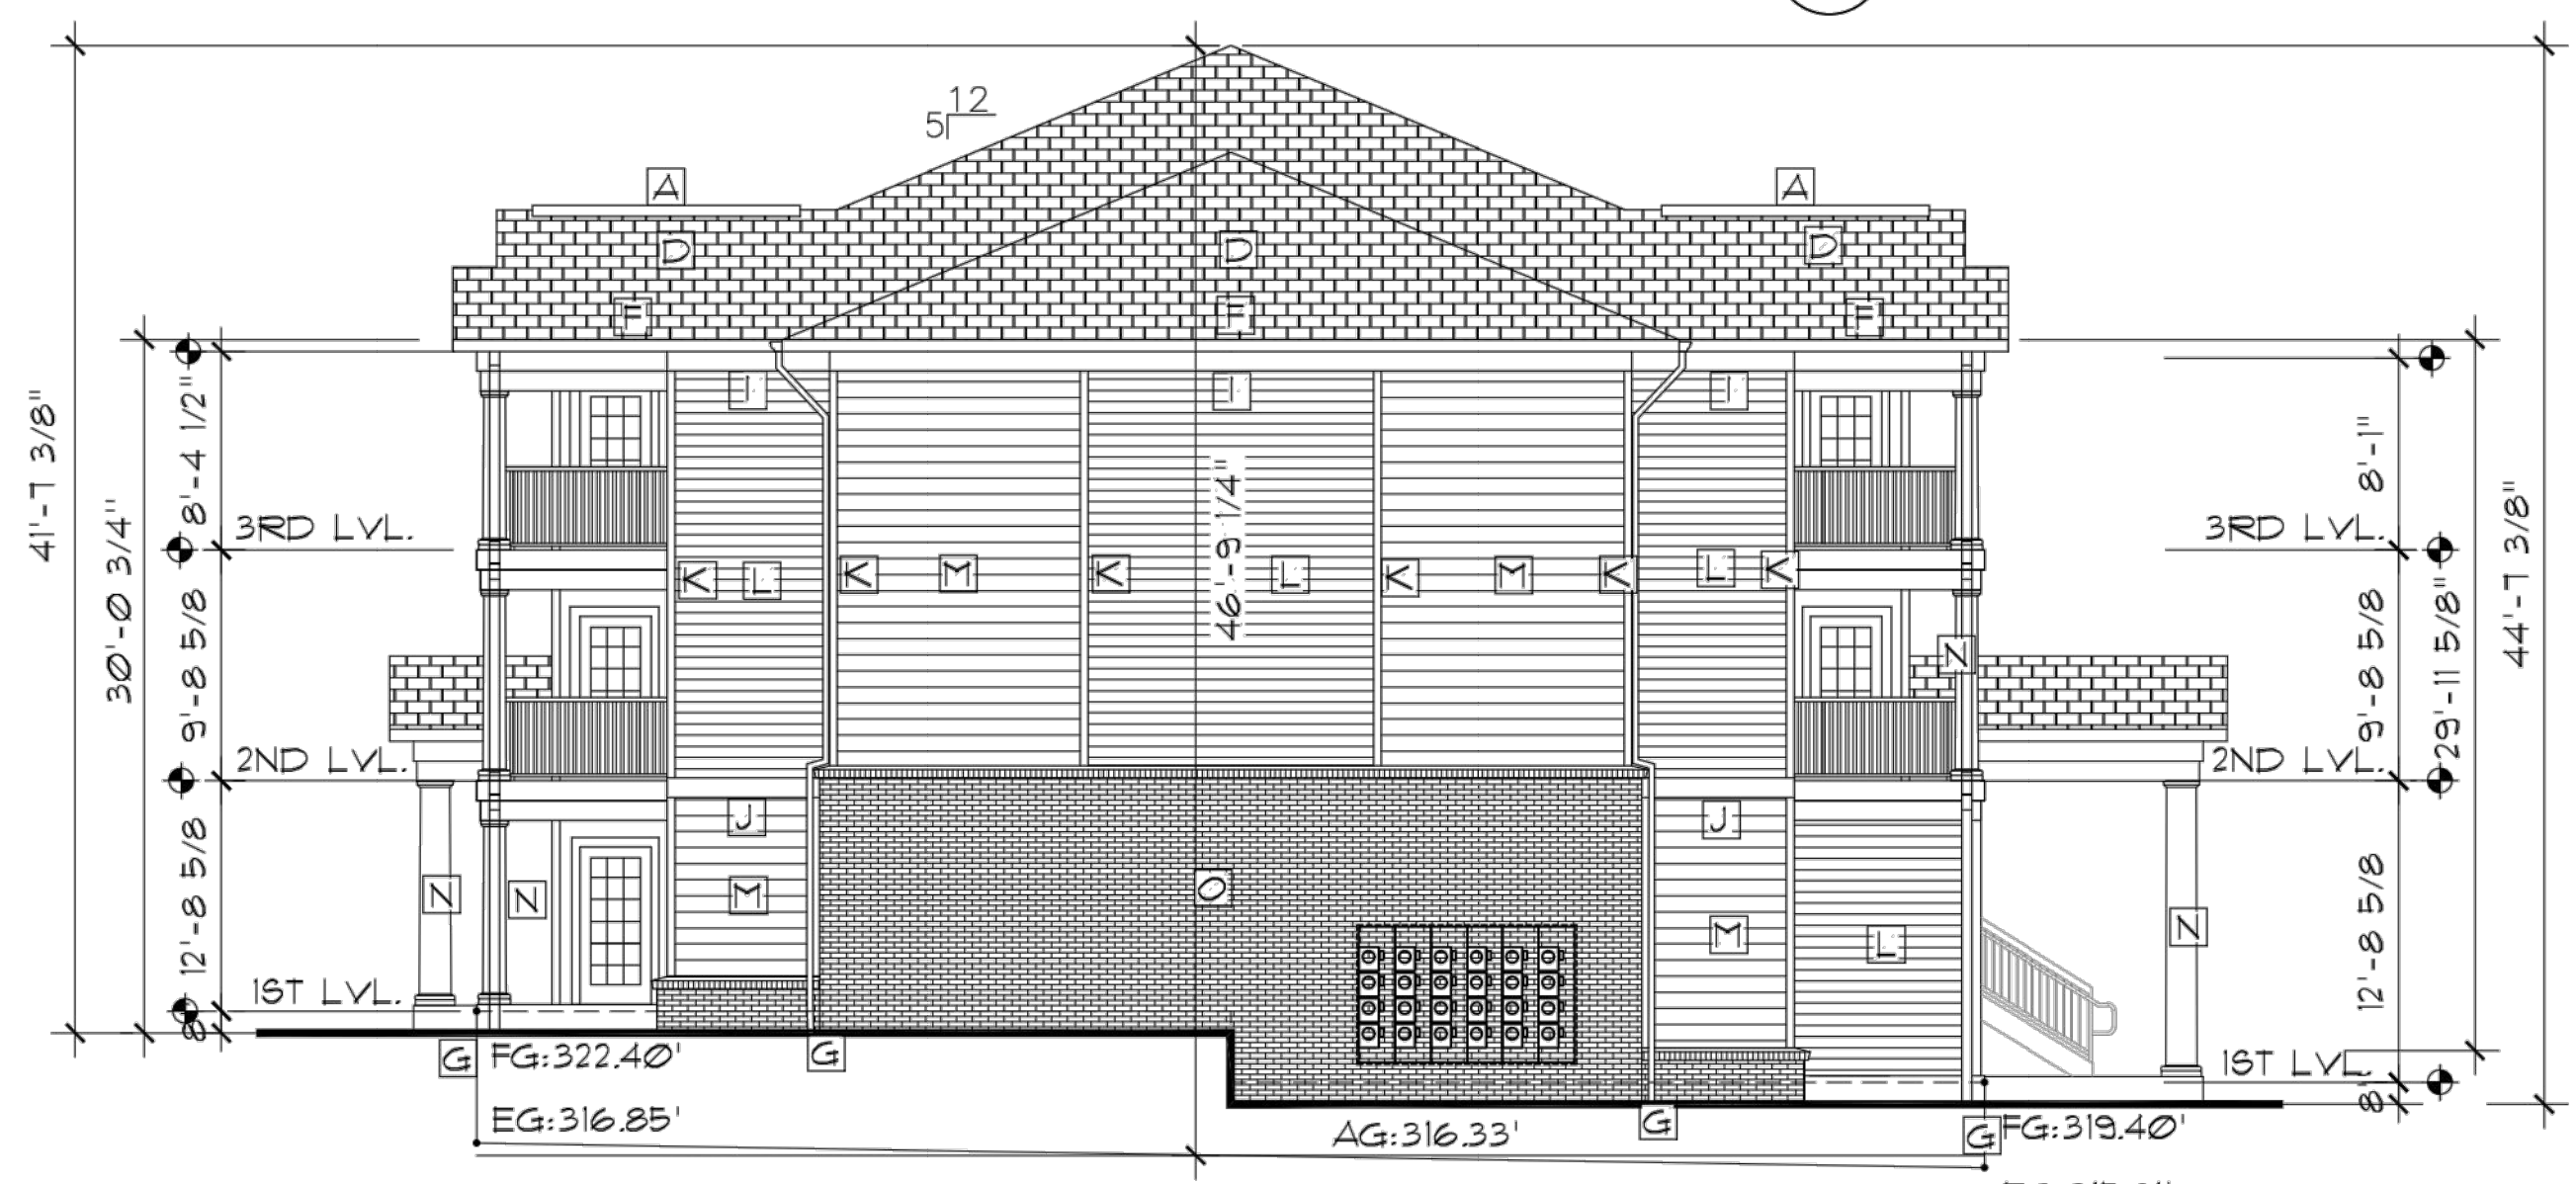 12
5
A
A
D
D
D
F
F
F
I
I
I
41'-7 3/8"
30'-0 3/4"
8'-4 1/2"
9'-8 5/8
12'-8 5/8
8
3RD LVL.
2ND LVL.
1ST LVL.
46'-9 1/4"
K
L
K
M
K
L
K
M
K
L
K
N
J
J
M
M
N
N
O
L
N
3RD LVL.
2ND LVL.
1ST LVL.
8'-1"
9'-8 5/8
12'-8 5/8
8"
29'-11 5/8"
44'-7 3/8"
G
FG:322.40'
G
EG:316.85'
AG:316.33'
G
G
FG:319.40'